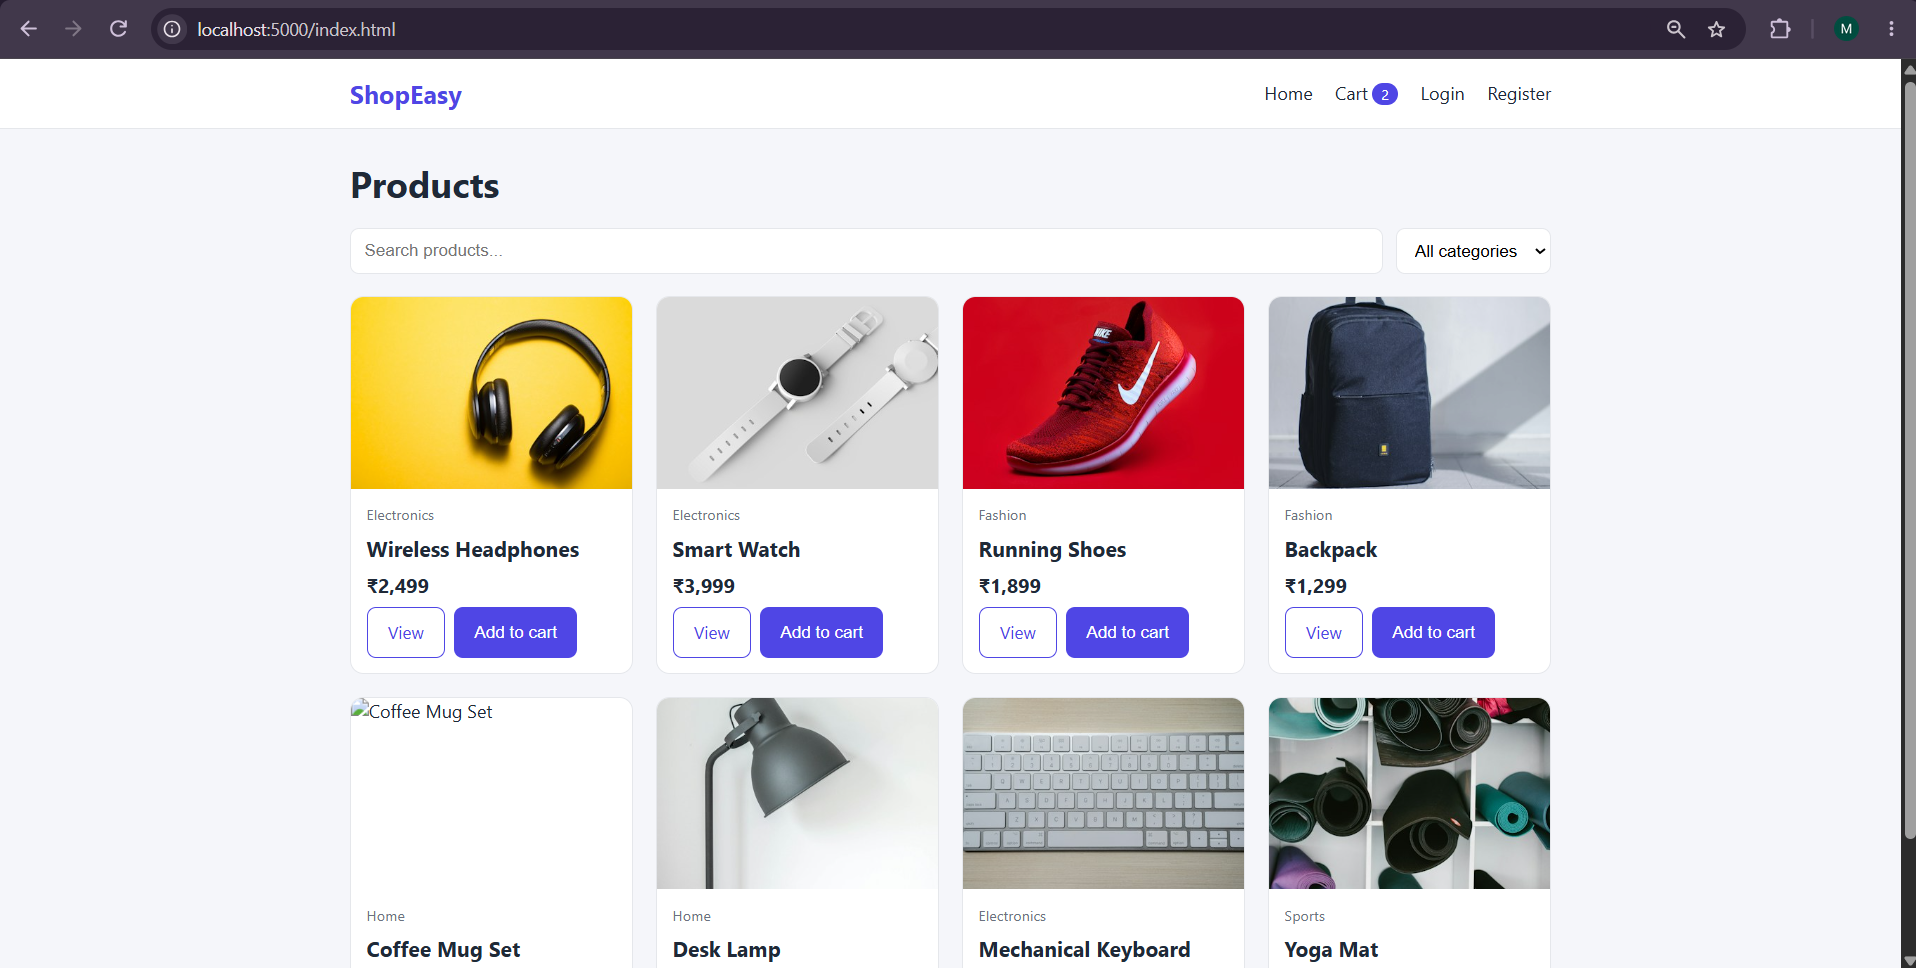 localhost:5000/index.html
M
ShopEasy
Home Cart 2 Login Register
Products
Search products...
All categories
NIKE
Electronics
Wireless Headphones
₹2,499
View Add to cart
Electronics
Smart Watch
₹3,999
View Add to cart
Fashion
Running Shoes
₹1,899
View Add to cart
Fashion
Backpack
₹1,299
View Add to cart
Coffee Mug Set
Home
Coffee Mug Set
Home
Desk Lamp
Electronics
Mechanical Keyboard
Sports
Yoga Mat